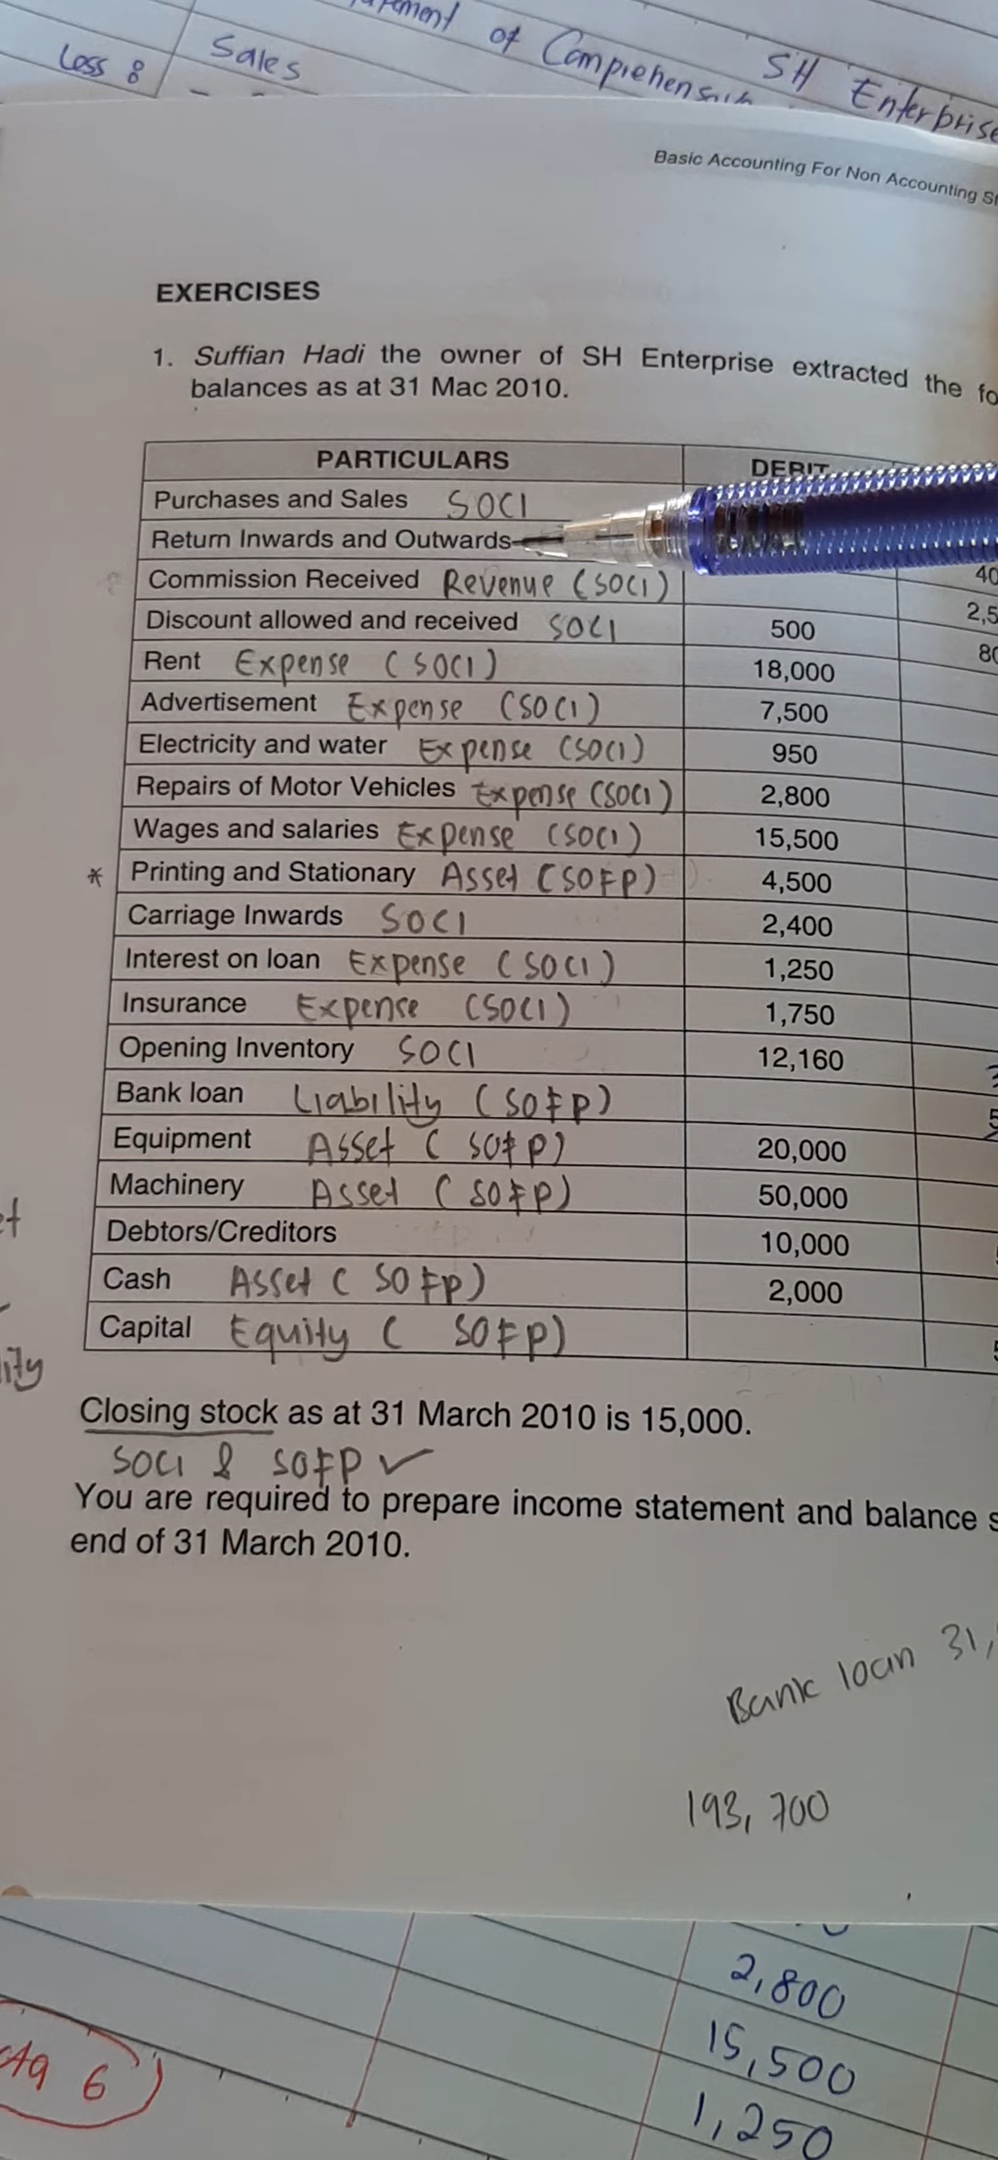 of Comprehensive
SH Enterprise
Less : Sales
Basic Accounting For Non Accounting
EXERCISES
1. Suffian Hadi the owner of SH Enterprise extracted the
balances as at 31 Mac 2010.
PARTICULARS DEBIT
Purchases and Sales SOCI
Return Inwards and Outwards
Commission Received Revenue (SOCI) 40
Discount allowed and received SOCI 500 2,5
Rent Expense (SOCI) 18,000 80
Advertisement Expense (SOCI) 7,500
Electricity and water Expense (SOCI) 950
Repairs of Motor Vehicles Expense (SOCI) 2,800
Wages and salaries Expense (SOCI) 15,500
* Printing and Stationary Asset (SOFP) 4,500
Carriage Inwards SOCI 2,400
Interest on loan Expense (SOCI) 1,250
Insurance Expense (SOCI) 1,750
Opening Inventory SOCI 12,160
Bank loan Liability (SOFP)
Equipment Asset (SOFP) 20,000
Machinery Asset (SOFP) 50,000
Debtors/Creditors 10,000
Cash Asset (SOFP) 2,000
Capital Equity (SOFP)
Closing stock as at 31 March 2010 is 15,000.
SOCI & SOFP ✓
You are required to prepare income statement and balance
end of 31 March 2010.
Bank loan 31,
193,700
2,800
15,500
1,250
6